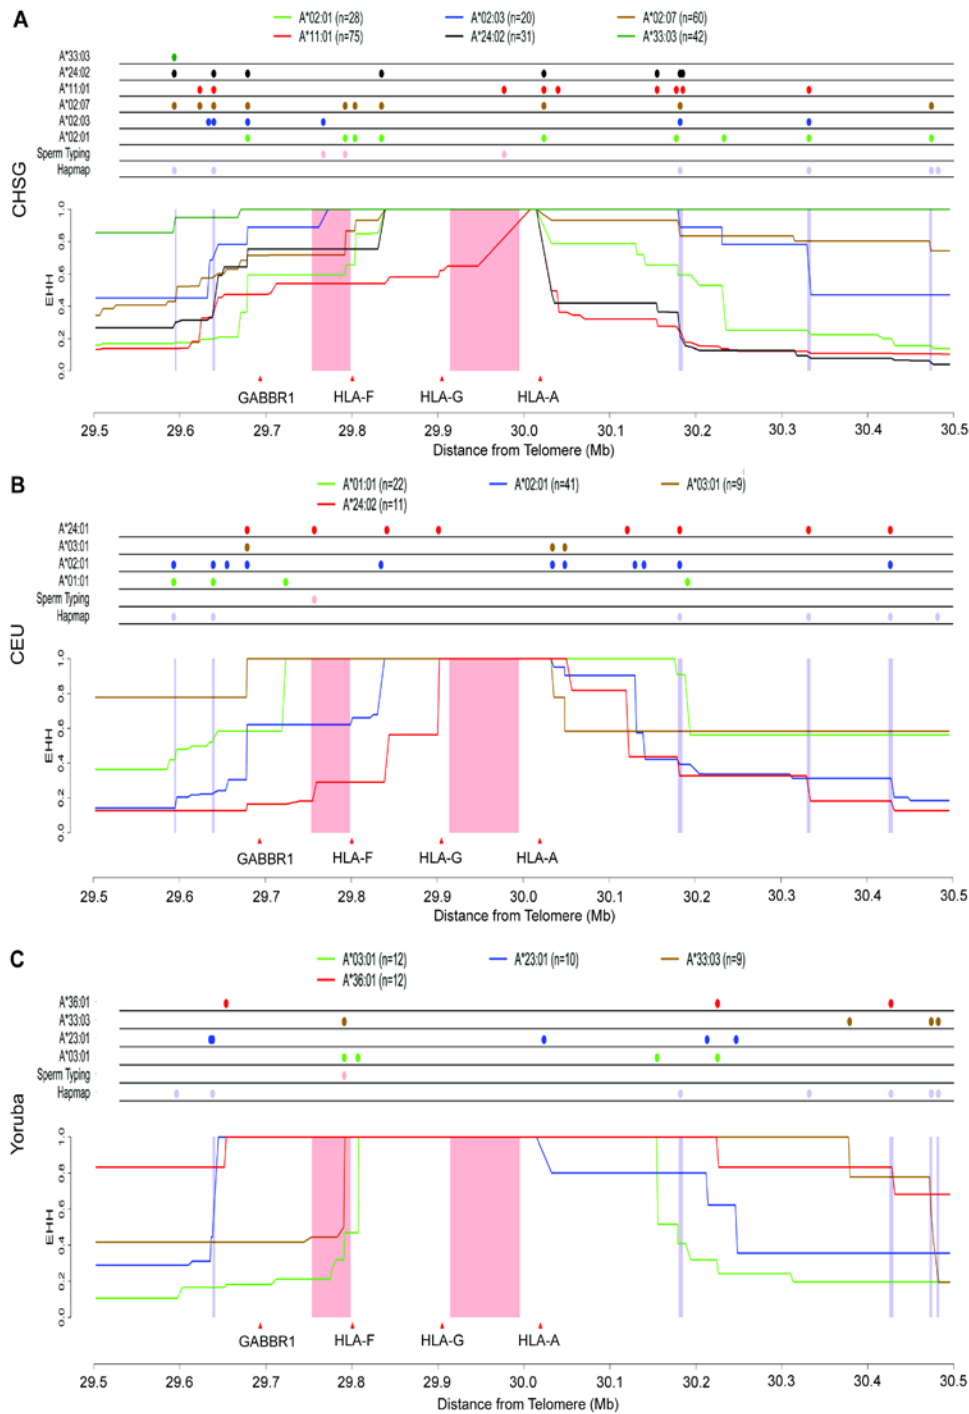 A
A*02:01 (n=28) A*02:03 (n=20) A*02:07 (n=60)
A*11:01 (n=75) A*24:02 (n=31) A*33:03 (n=42)
A*33:03
A*24:02
A*11:01
A*02:07
A*02:03
A*02:01
Sperm Typing
Hapmap
CHSG
EHH
1.0
0.8
0.6
0.4
0.2
0.0
GABBR1 HLA-F HLA-G HLA-A
29.5 29.6 29.7 29.8 29.9 30.0 30.1 30.2 30.3 30.4 30.5
Distance from Telomere (Mb)
B
A*01:01 (n=22) A*02:01 (n=41) A*03:01 (n=9)
A*24:02 (n=11)
A*24:01
A*03:01
A*02:01
A*01:01
Sperm Typing
Hapmap
CEU
EHH
1.0
0.8
0.6
0.4
0.2
0.0
GABBR1 HLA-F HLA-G HLA-A
29.5 29.6 29.7 29.8 29.9 30.0 30.1 30.2 30.3 30.4 30.5
Distance from Telomere (Mb)
C
A*03:01 (n=12) A*23:01 (n=10) A*33:03 (n=9)
A*36:01 (n=12)
A*36:01
A*33:03
A*23:01
A*03:01
Sperm Typing
Hapmap
Yoruba
EHH
1.0
0.8
0.6
0.4
0.2
0.0
GABBR1 HLA-F HLA-G HLA-A
29.5 29.6 29.7 29.8 29.9 30.0 30.1 30.2 30.3 30.4 30.5
Distance from Telomere (Mb)